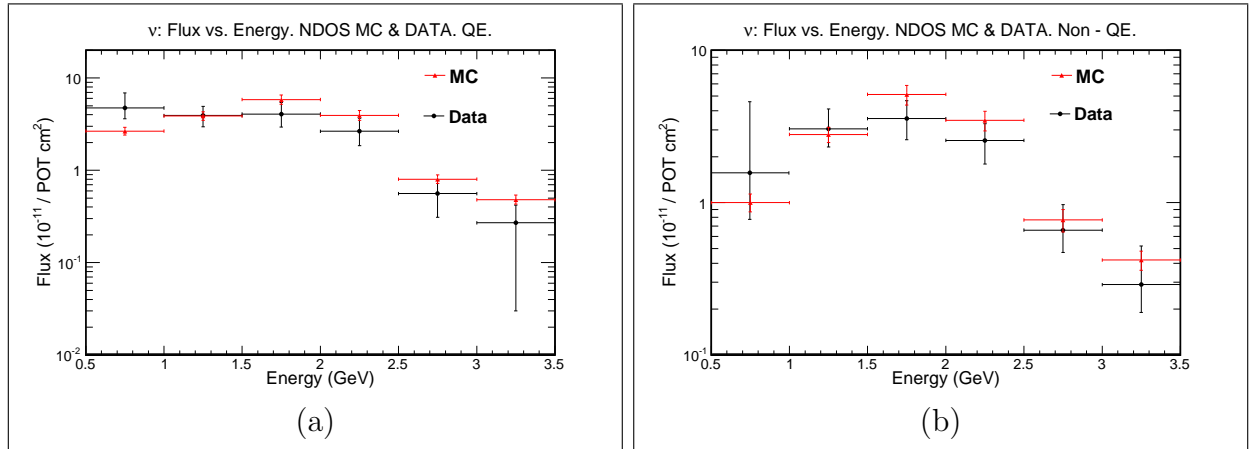 ν: Flux vs. Energy. NDOS MC & DATA. QE.
Flux (10⁻¹¹ / POT cm²)
10
1
10⁻¹
10⁻²
MC
Data
0.5 1 1.5 2 2.5 3 3.5
Energy (GeV)
(a)
ν: Flux vs. Energy. NDOS MC & DATA. Non - QE.
Flux (10⁻¹¹ / POT cm²)
10
1
10⁻¹
MC
Data
0.5 1 1.5 2 2.5 3 3.5
Energy (GeV)
(b)